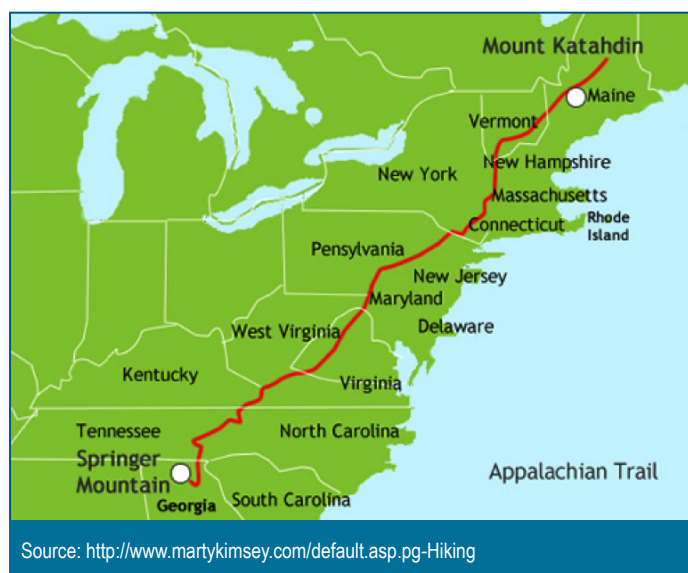 Mount Katahdin
Maine
Vermont
New York
New Hampshire
Massachusetts
Rhode
Island
Connecticut
Pensylvania
New Jersey
Maryland
Delaware
West Virginia
Kentucky
Virginia
Tennessee
North Carolina
Springer
Mountain
Appalachian Trail
Georgia
South Carolina
Source: http://www.martykimsey.com/default.asp.pg-Hiking